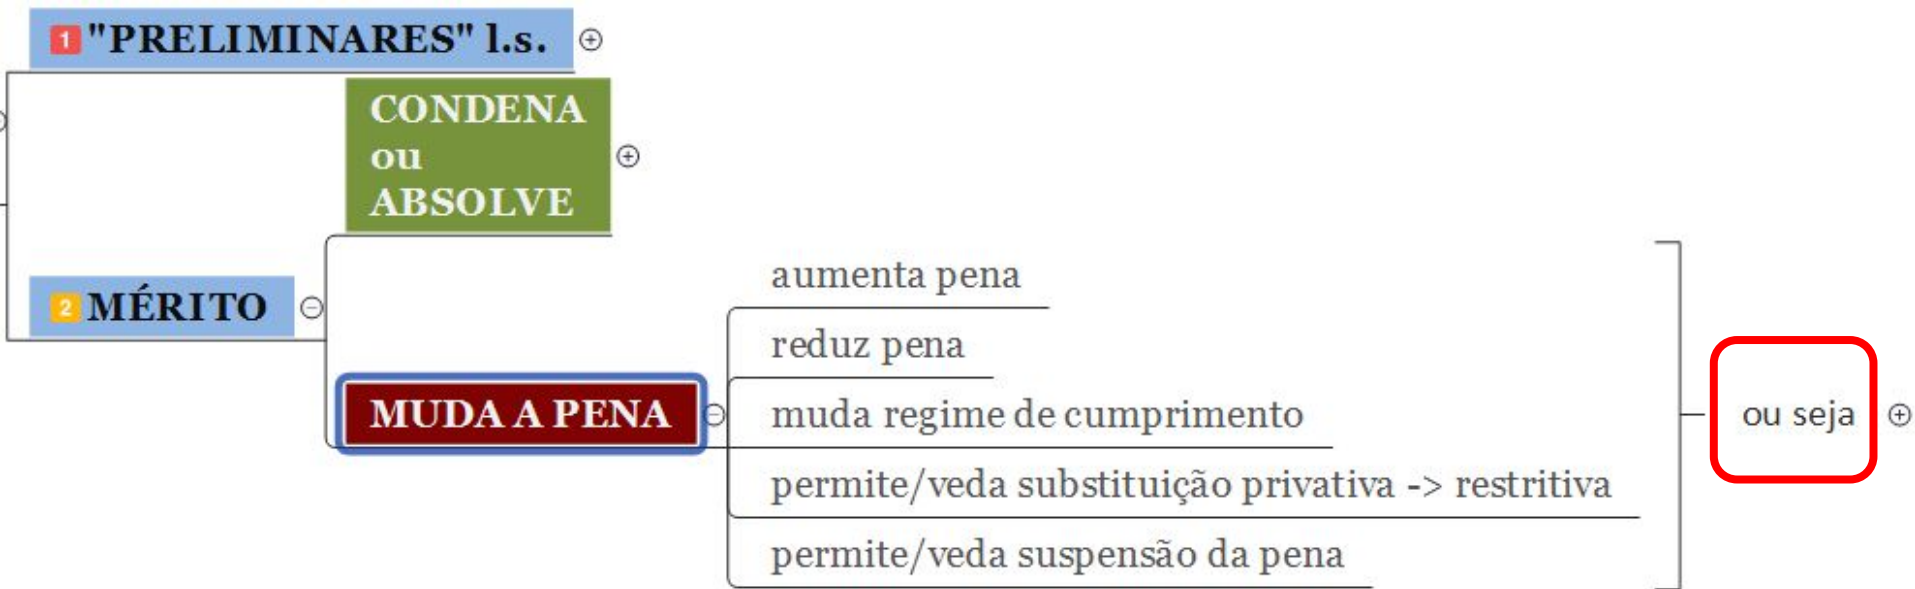 1 "PRELIMINARES" l.s.
CONDENA
ou
ABSOLVE
2 MÉRITO
MUDA A PENA
aumenta pena
reduz pena
muda regime de cumprimento
permite/veda substituição privativa -> restritiva
permite/veda suspensão da pena
ou seja